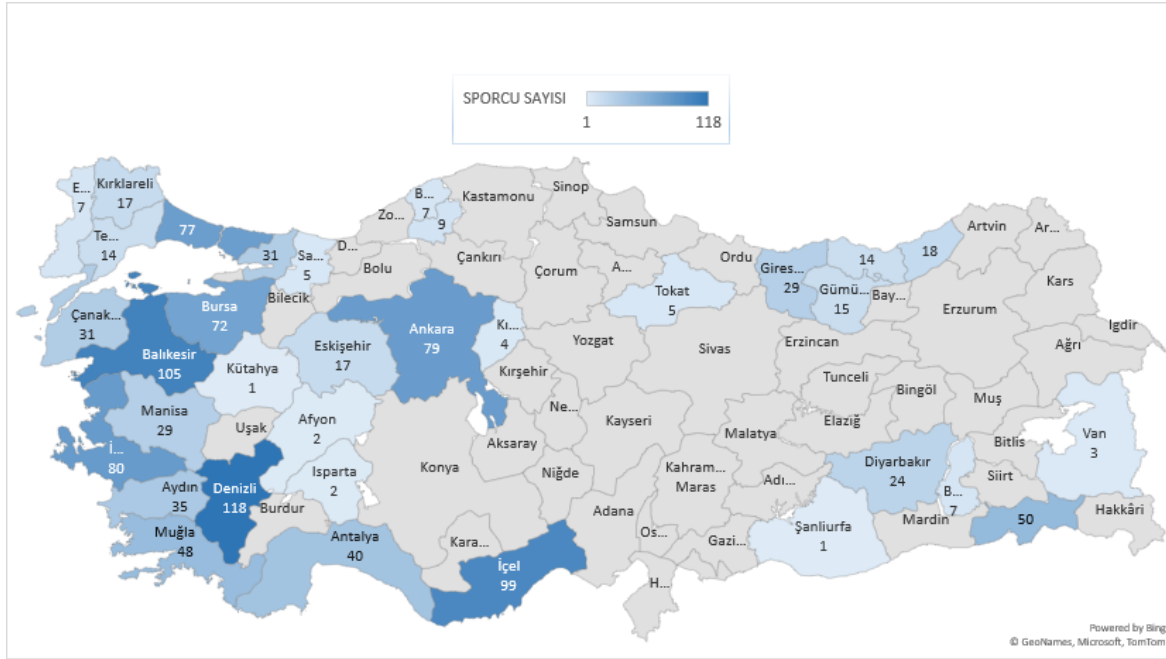 SPORCU SAYISI
1 118
E...
7
Kırklareli
17
Te...
14
77
31
Sa...
5
D...
Bolu
Zo...
B...
7
9
Kastamonu
Sinop
Samsun
Çankırı
Çorum
A...
Tokat
5
Ordu
Gires...
29
14
Gümü...
15
18
Bay...
Artvin
Ar...
Kars
Erzurum
Igdir
Ağrı
Çanak...
31
Balıkesir
105
Bursa
72
Bilecik
Kütahya
1
Eskişehir
17
Ankara
79
Kı...
4
Kırşehir
Yozgat
Sivas
Erzincan
Tunceli
Bingöl
Muş
Elazığ
Bitlis
Van
3
Manisa
29
Uşak
Afyon
2
İ...
80
Aydın
35
Denizli
118
Isparta
2
Burdur
Muğla
48
Antalya
40
Konya
Aksaray
Ne...
Niğde
Kayseri
Kara...
İçel
99
Adana
Kahram...
Maras
Malatya
Adı...
Os...
Gazi...
H...
Şanlıurfa
1
Diyarbakır
24
B...
7
Mardin
Siirt
50
Hakkâri
Powered by Bing
© GeoNames, Microsoft, TomTom